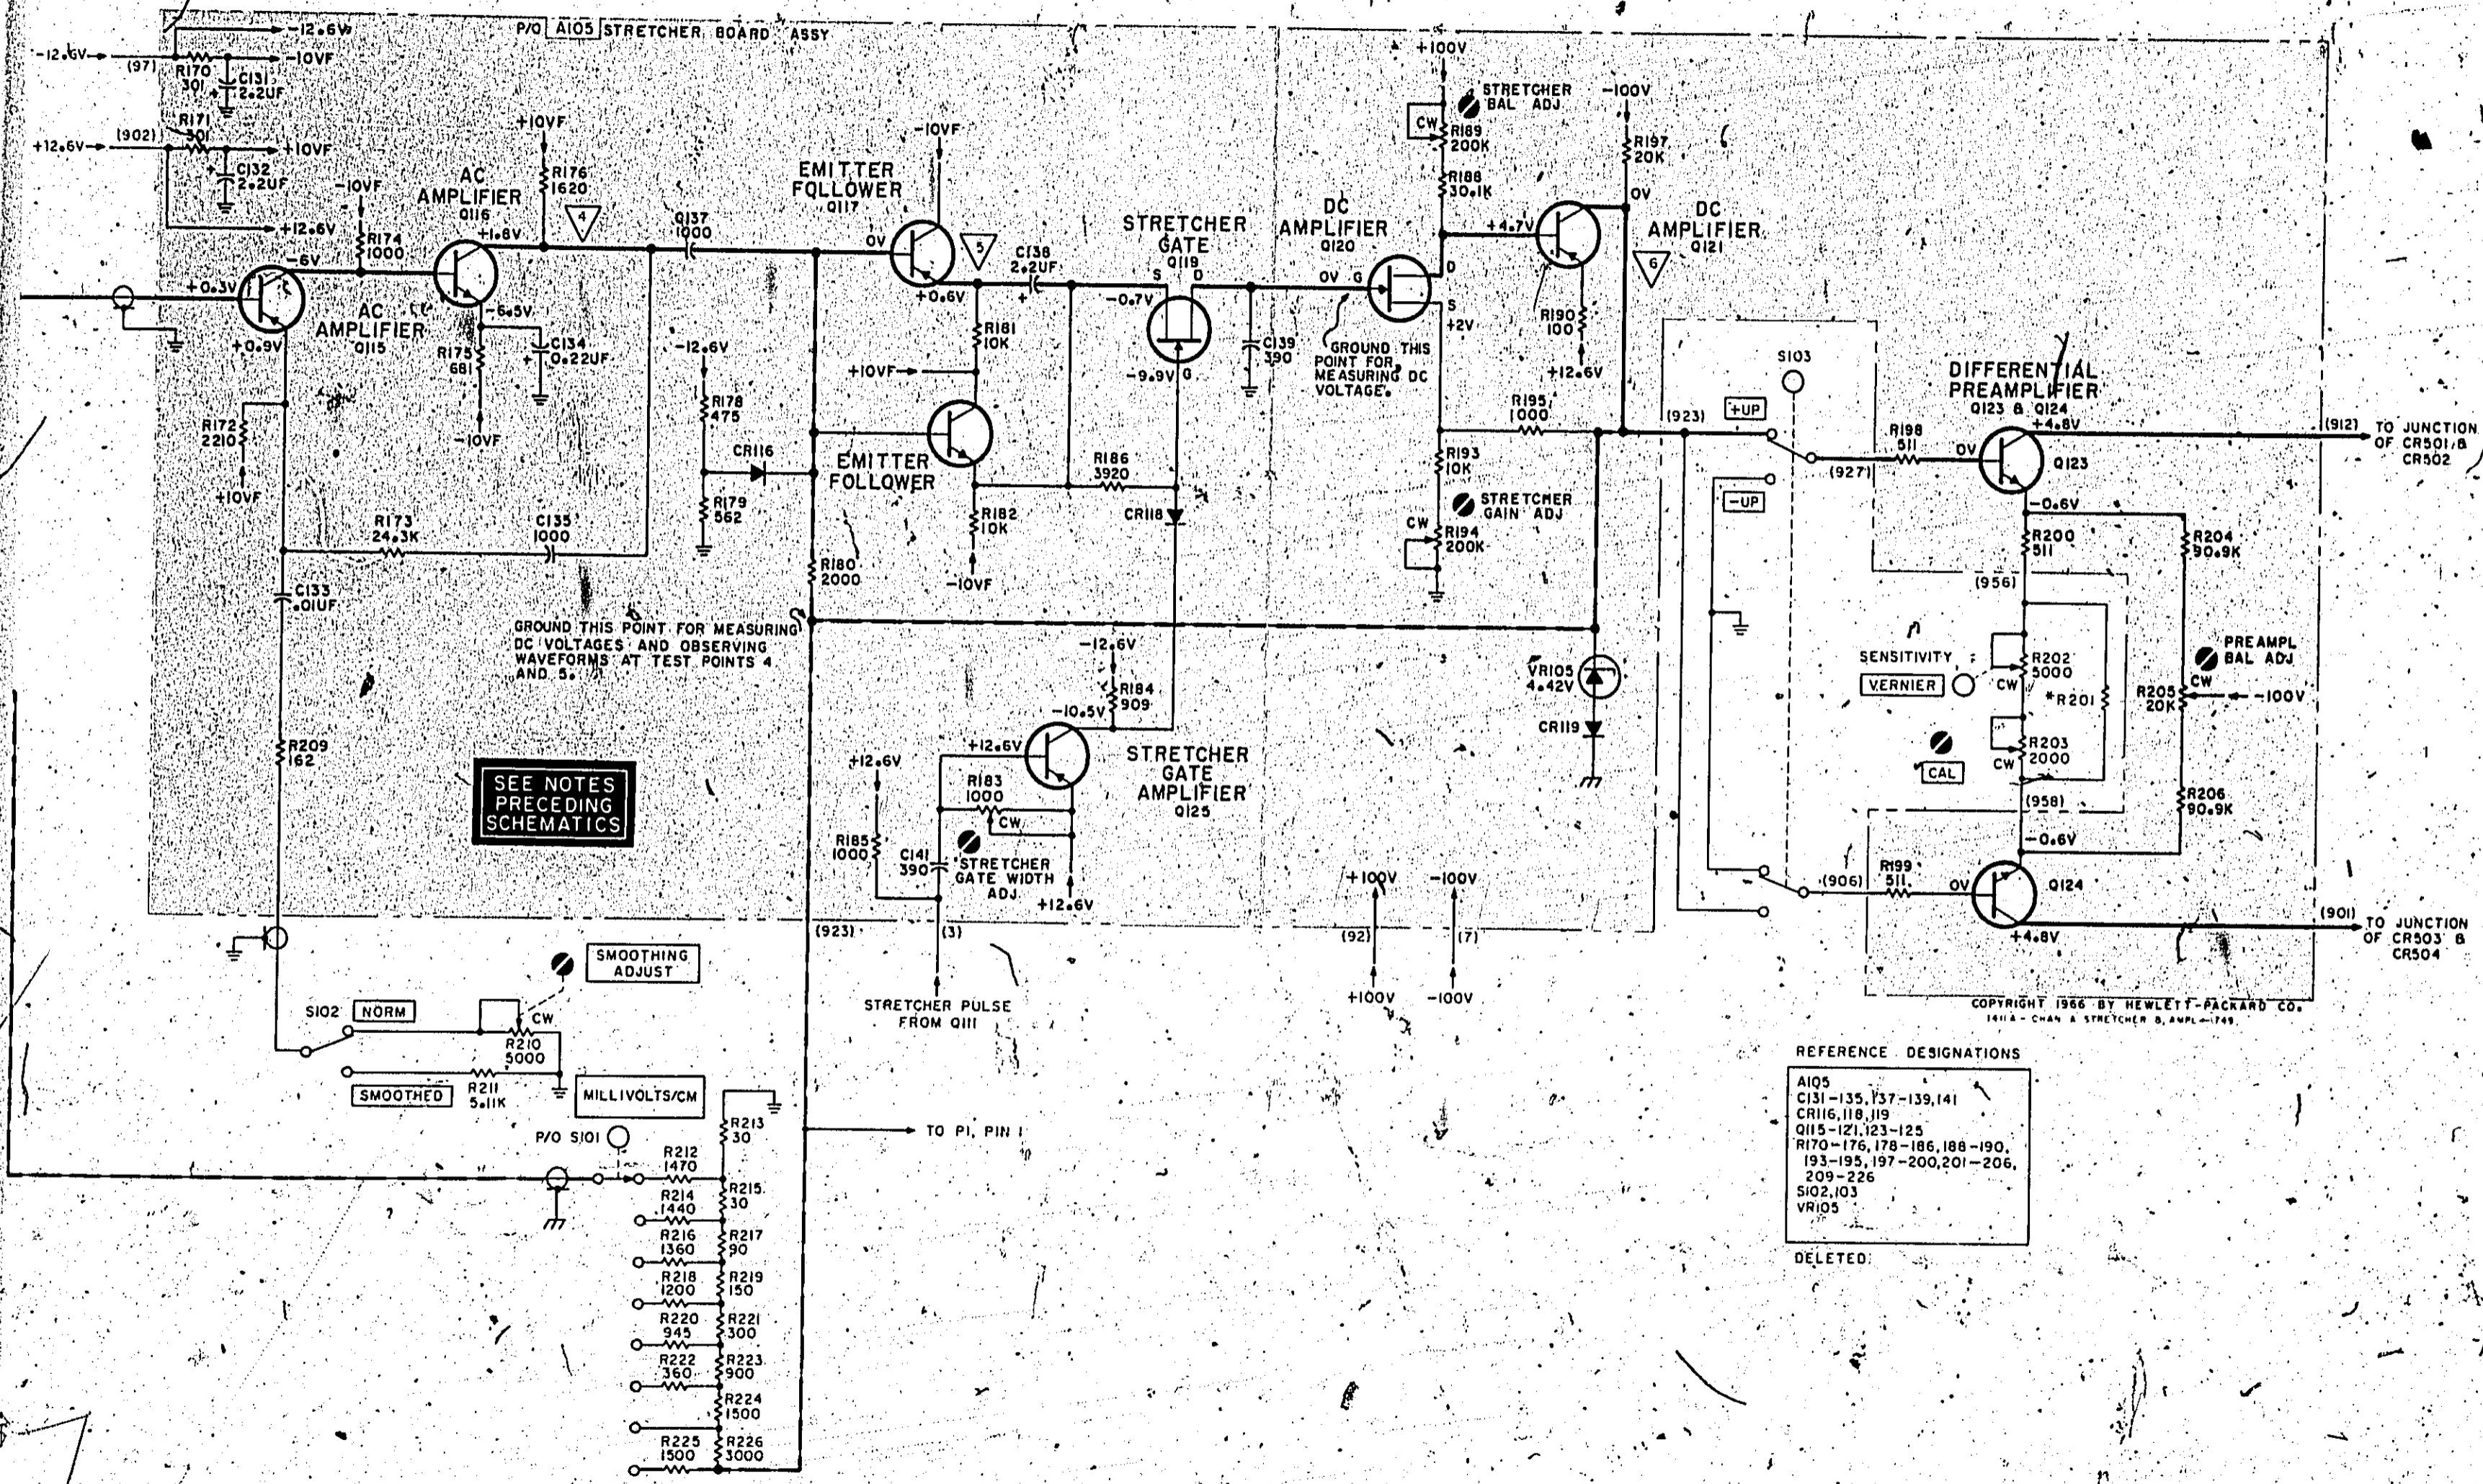 P/O A105 STRETCHER BOARD ASSY
-12.6V
-12.6V
(97)
R170
301
-10VF
C131
2.2UF
+
+12.6V
(902)
R171
301
+10VF
+
C132
2.2UF
+12.6V
-10VF
R174
1000
-6V
+0.3V
AC
AMPLIFIER
Q115
+0.9V
R172
2210
+10VF
AC
AMPLIFIER
Q116
+1.8V
-6.5V
R175
681
-10VF
C134
0.22UF
+
+10VF
R176
1620
4
C137
1000
R173
24.3K
C135
1000
C133
.01UF
R209
162
-12.6V
R178
475
CR116
R179
562
R180
2000
EMITTER
FOLLOWER
Q117
-10VF
0V
+0.6V
5
C138
2.2UF
+
R181
10K
+10VF
EMITTER
FOLLOWER
R182
10K
-10VF
R186
3920
CR118
STRETCHER
GATE
Q119
S D
-0.7V
-9.9V G
C139
390
DC
AMPLIFIER
Q120
0V G
D
S
+2V
GROUND THIS
POINT FOR
MEASURING DC
VOLTAGE.
+100V
STRETCHER
BAL ADJ
CW
R189
200K
R188
30.1K
+4.7V
R190
100
+12.6V
-100V
R197
20K
0V
DC
AMPLIFIER
Q121
6
R195
1000
R193
10K
STRETCHER
GAIN ADJ
CW
R194
200K
VR105
4.42V
CR119
GROUND THIS POINT FOR MEASURING
DC VOLTAGES AND OBSERVING
WAVEFORMS AT TEST POINTS 4
AND 5.
SEE NOTES
PRECEDING
SCHEMATICS
-12.6V
R184
909
-10.5V
+12.6V
STRETCHER
GATE
AMPLIFIER
Q125
+12.6V
R183
1000
CW
R185
1000
C141
390
STRETCHER
GATE WIDTH
ADJ
+12.6V
(923)
(3)
STRETCHER PULSE
FROM Q111
+100V
-100V
(92)
(7)
+100V
-100V
S103
(923)
+UP
-UP
(927)
R198
511
DIFFERENTIAL
PREAMPLIFIER
Q123 & Q124
+4.8V
0V
Q123
-0.6V
(912)
TO JUNCTION
OF CR501 &
CR502
R200
511
R204
90.9K
(956)
SENSITIVITY
VERNIER
R202
5000
CW
*R201
R205
20K
PREAMPL
BAL ADJ
CW
-100V
CAL
R203
2000
CW
(958)
R206
90.9K
-0.6V
(906)
R199
511
0V
Q124
+4.8V
(901)
TO JUNCTION
OF CR503 &
CR504
COPYRIGHT 1966 BY HEWLETT-PACKARD CO.
1411A - CHAN A STRETCHER & AMPL - 1749
S102
NORM
SMOOTHING
ADJUST
CW
R210
5000
SMOOTHED
R211
5.11K
MILLIVOLTS/CM
P/O S101
R213
30
R212
1470
R215
30
R214
1440
R217
90
R216
1360
R219
150
R218
1200
R221
300
R220
945
R223
900
R222
360
R224
1500
R226
3000
R225
1500
TO P1, PIN 1
REFERENCE DESIGNATIONS
A105
C131-135, 137-139, 141
CR116, 118, 119
Q115-121, 123-125
R170-176, 178-186, 188-190,
193-195, 197-200, 201-206,
209-226
S102, 103
VR105
DELETED: